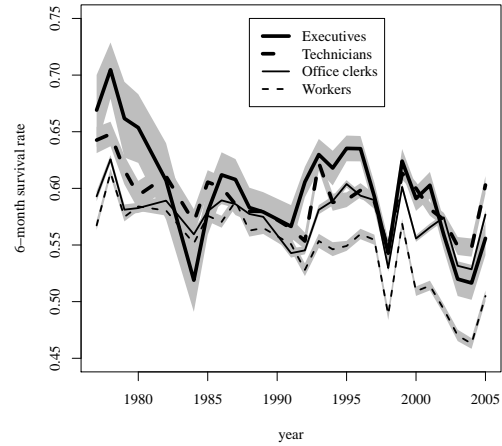 Executives
Technicians
Office clerks
Workers
6−month survival rate
0.75
0.70
0.65
0.60
0.55
0.50
0.45
1980 1985 1990 1995 2000 2005
year